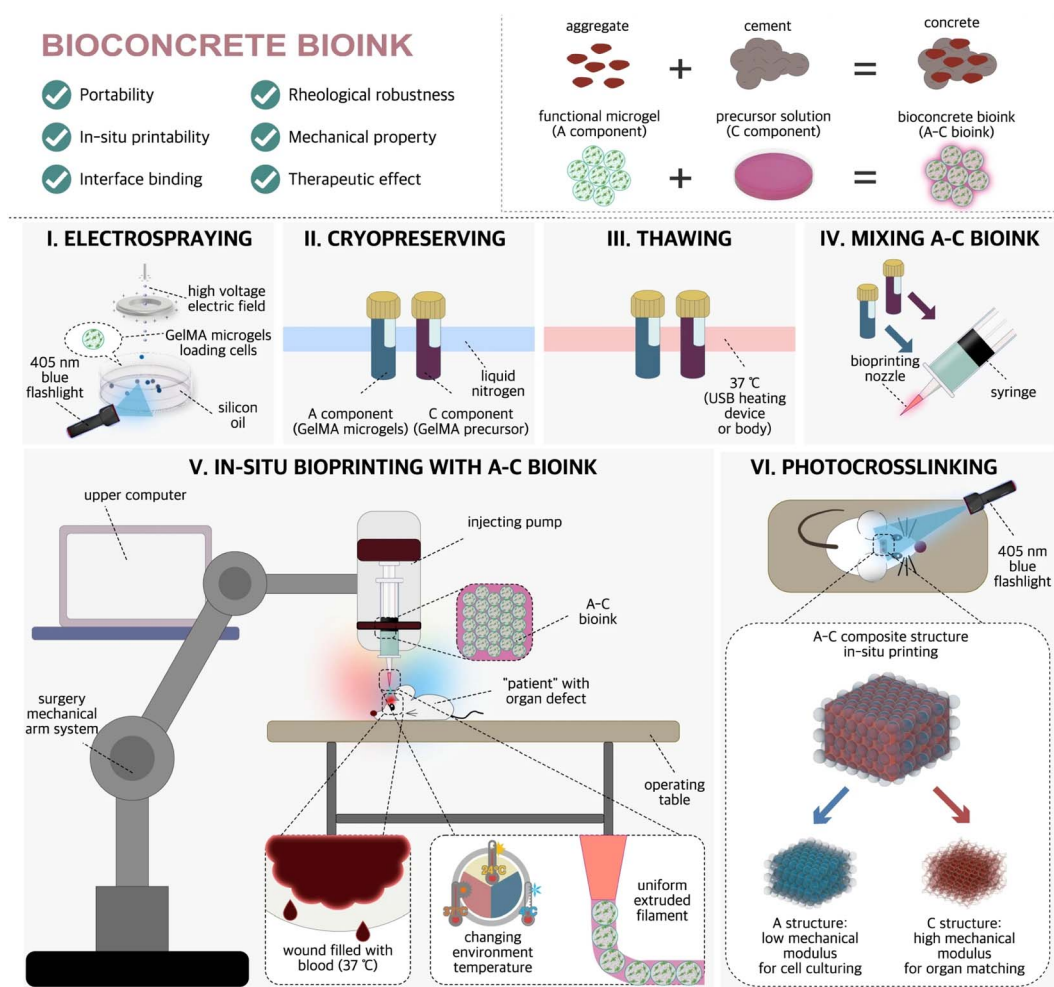 BIOCONCRETE BIOINK
Portability
Rheological robustness
In-situ printability
Mechanical property
Interface binding
Therapeutic effect
aggregate
+
cement
=
concrete
functional microgel
(A component)
+
precursor solution
(C component)
=
bioconcrete bioink
(A-C bioink)
I. ELECTROSPRAYING
high voltage
electric field
GelMA microgels
loading cells
405 nm
blue
flashlight
silicon
oil
II. CRYOPRESERVING
liquid
nitrogen
A component
(GelMA microgels)
C component
(GelMA precursor)
III. THAWING
37 ℃
(USB heating
device
or body)
IV. MIXING A-C BIOINK
bioprinting
nozzle
syringe
V. IN-SITU BIOPRINTING WITH A-C BIOINK
upper computer
injecting pump
A-C
bioink
"patient" with
organ defect
surgery
mechanical
arm system
operating
table
wound filled with
blood (37 ℃)
24℃
37℃
changing
environment
temperature
uniform
extruded
filament
VI. PHOTOCROSSLINKING
405 nm
blue
flashlight
A-C composite structure
in-situ printing
A structure:
low mechanical
modulus
for cell culturing
C structure:
high mechanical
modulus
for organ matching